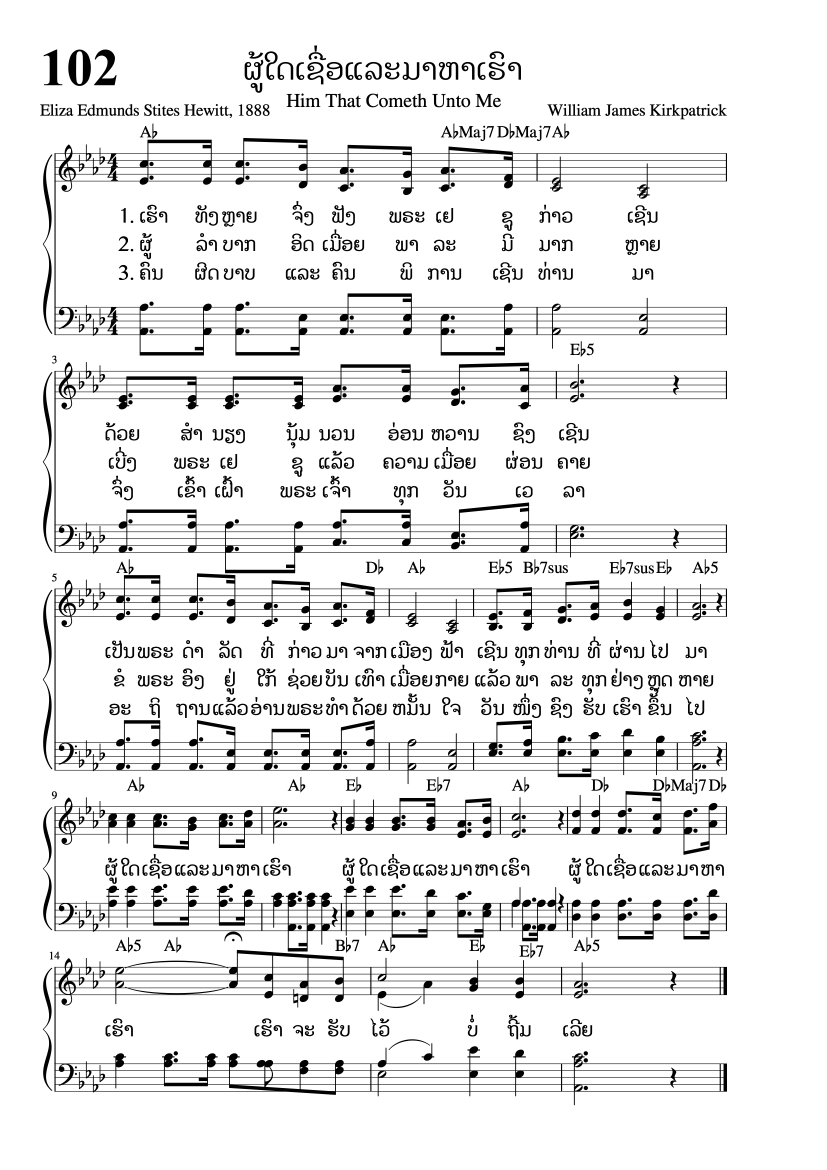 102
ຜູ້ໃດເຊື່ອແລະມາຫາເຮົາ
Him That Cometh Unto Me
Eliza Edmunds Stites Hewitt, 1888 William James Kirkpatrick
A♭ A♭Maj7 D♭Maj7 A♭
4 4
1. ເຮົາ ທັງ ຫຼາຍ ຈົ່ງ ຟັງ ພຣະ ເຢ ຊູ ກ່າວ ເຊີນ
2. ຜູ້ ລຳ ບາກ ອິດ ເມື່ອຍ ພາ ລະ ມີ ມາກ ຫຼາຍ
3. ຄົນ ຜິດ ບາບ ແລະ ຄົນ ພິ ການ ເຊີນ ທ່ານ ມາ
4 4
3 E♭5
ດ້ວຍ ສຳ ນຽງ ນຸ້ມ ນວນ ອ່ອນ ຫວານ ຊົງ ເຊີນ
ເບິ່ງ ພຣະ ເຢ ຊູ ແລ້ວ ຄວາມ ເມື່ອຍ ຜ່ອນ ຄາຍ
ຈົ່ງ ເຂົ້າ ເຝົ້າ ພຣະ ເຈົ້າ ທຸກ ວັນ ເວ ລາ
5 A♭ D♭ A♭ E♭5 B♭7sus E♭7sus E♭ A♭5
ເປັນ ພຣະ ດຳ ລັດ ທີ່ ກ່າວ ມາ ຈາກ ເມືອງ ຟ້າ ເຊີນ ທຸກ ທ່ານ ທີ່ ຜ່ານ ໄປ ມາ
ຂໍ ພຣະ ອົງ ຢູ່ ໃກ້ ຊ່ວຍ ບັນ ເທົາ ເມື່ອຍ ກາຍ ແລ້ວ ພາ ລະ ທຸກ ຢ່າງ ຫຼຸດ ຫາຍ
ອະ ຖິ ຖານ ແລ້ວ ອ່ານ ພຣະ ທຳ ດ້ວຍ ຫມັ້ນ ໃຈ ວັນ ໜຶ່ງ ຊົງ ຮັບ ເຮົາ ຂຶ້ນ ໄປ
9 A♭ A♭ E♭ E♭7 A♭ D♭ D♭Maj7 D♭
ຜູ້ ໃດ ເຊື່ອ ແລະ ມາ ຫາ ເຮົາ ຜູ້ ໃດ ເຊື່ອ ແລະ ມາ ຫາ ເຮົາ ຜູ້ ໃດ ເຊື່ອ ແລະ ມາ ຫາ
14 A♭5 A♭ B♭7 A♭ E♭ E♭7 A♭5
ເຮົາ ເຮົາ ຈະ ຮັບ ໄວ້ ບໍ່ ຖີ້ມ ເລີຍ